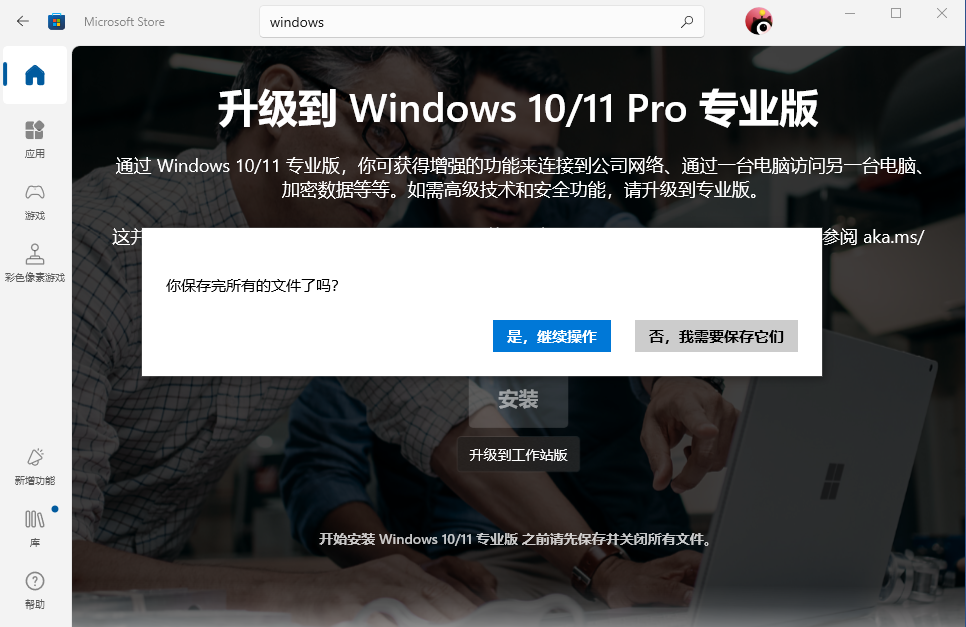 Microsoft Store
windows
应用
游戏
彩色像素游戏
新增功能
库
帮助
升级到 Windows 10/11 Pro 专业版
通过 Windows 10/11 专业版，你可获得增强的功能来连接到公司网络、通过一台电脑访问另一台电脑、
加密数据等等。如需高级技术和安全功能，请升级到专业版。
这并
参阅 aka.ms/
你保存完所有的文件了吗?
是，继续操作
否，我需要保存它们
安装
升级到工作站版
开始安装 Windows 10/11 专业版 之前请先保存并关闭所有文件。